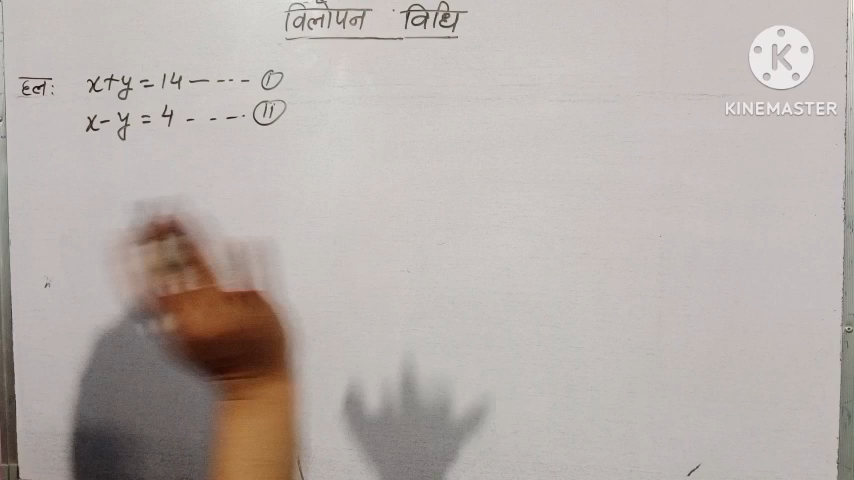 विलोपन विधि
हल: x+y=14 ----- (i)
x-y=4 ----- (ii)
KINEMASTER